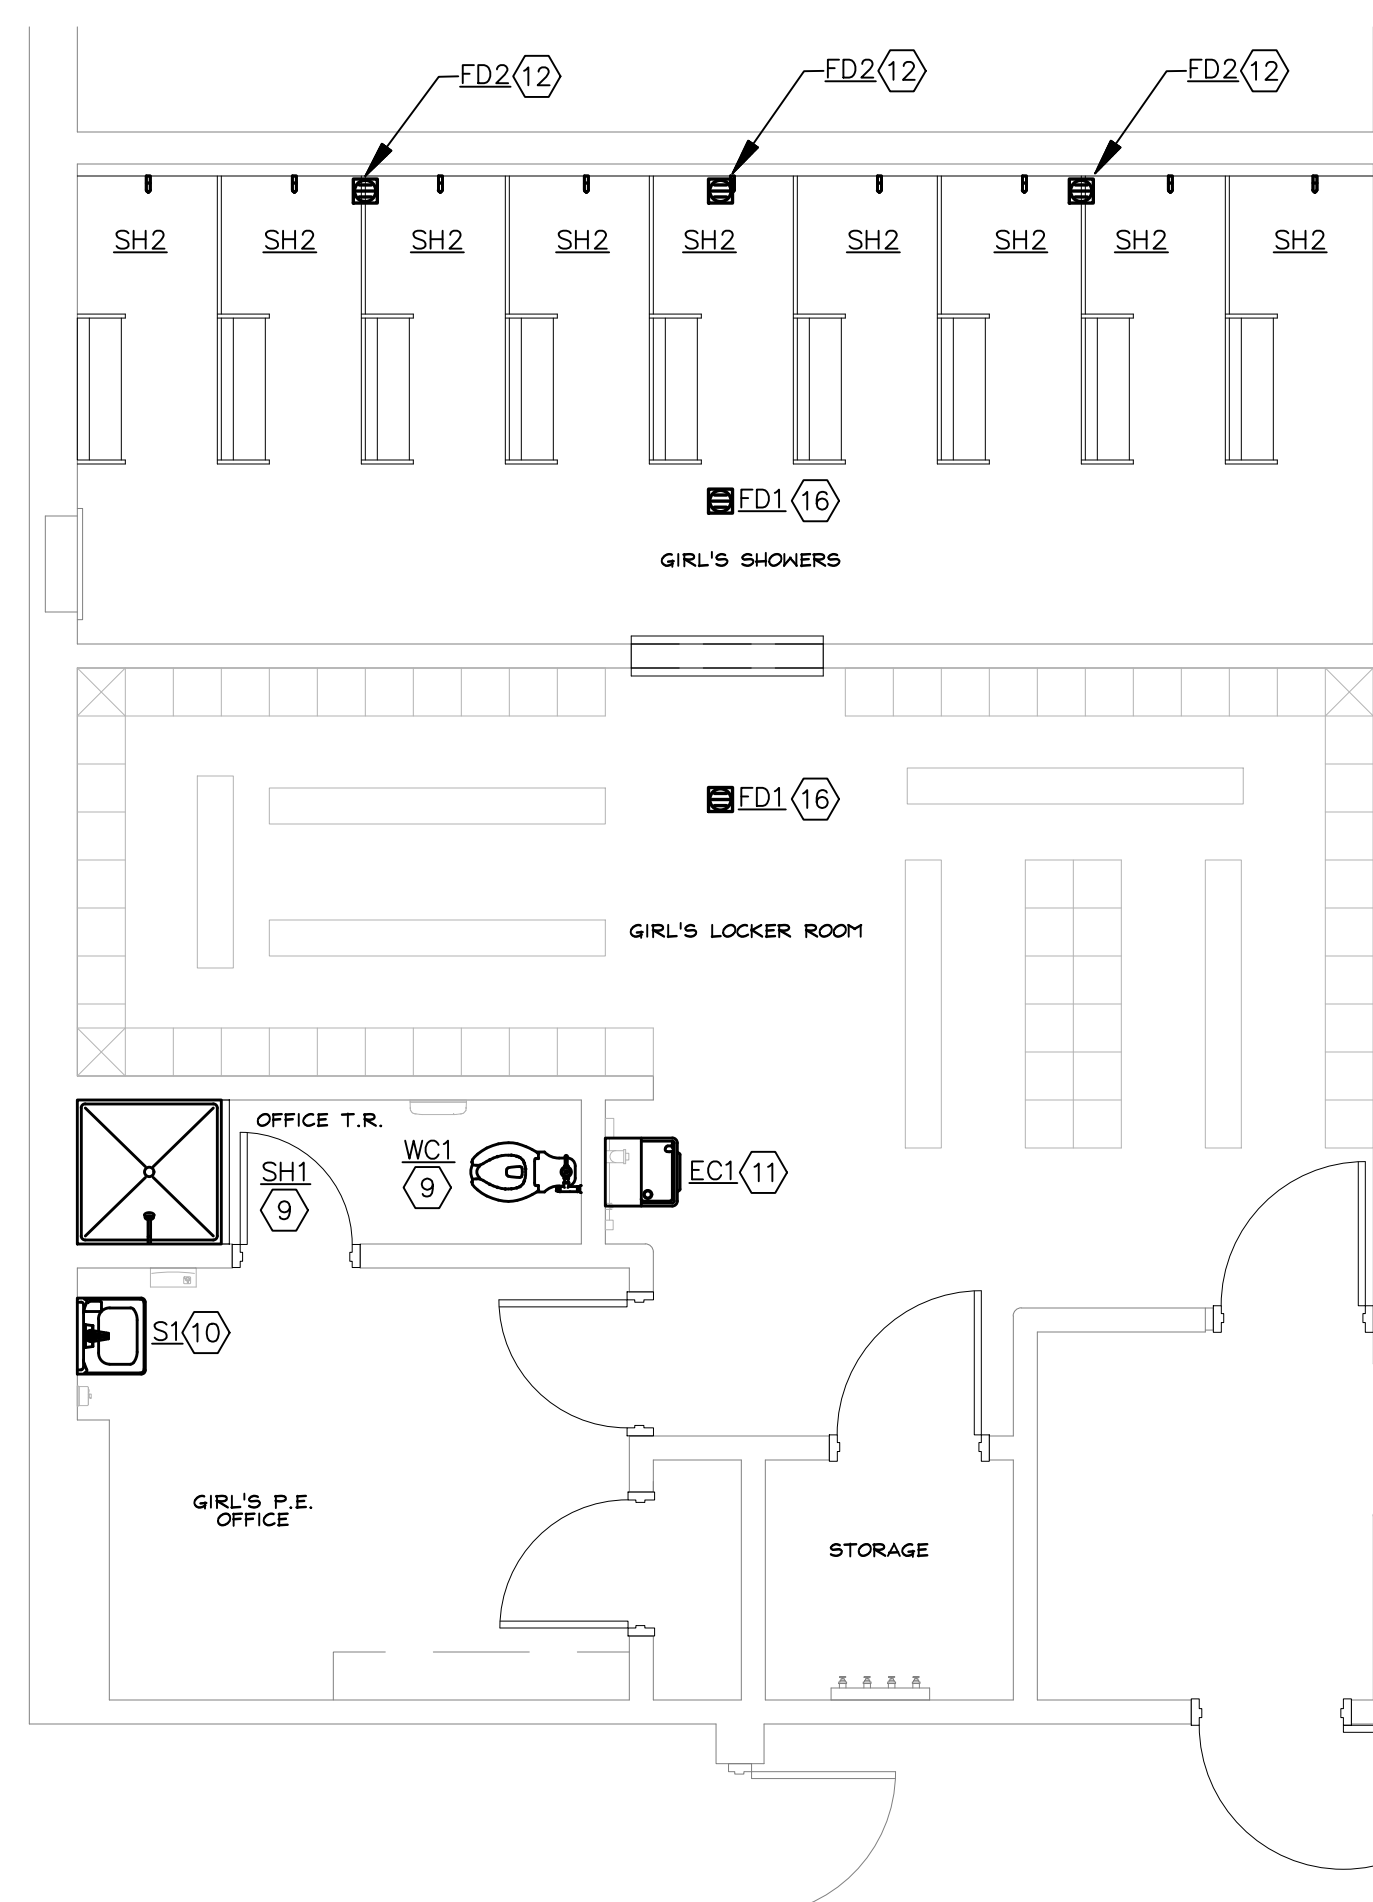 FD2 12
FD2 12
FD2 12
SH2
SH2
SH2
SH2
SH2
SH2
SH2
SH2
SH2
FD1 16
GIRL'S SHOWERS
FD1 16
GIRL'S LOCKER ROOM
OFFICE T.R.
WC1
9
SH1
9
EC1 11
S1 10
GIRL'S P.E.
OFFICE
STORAGE